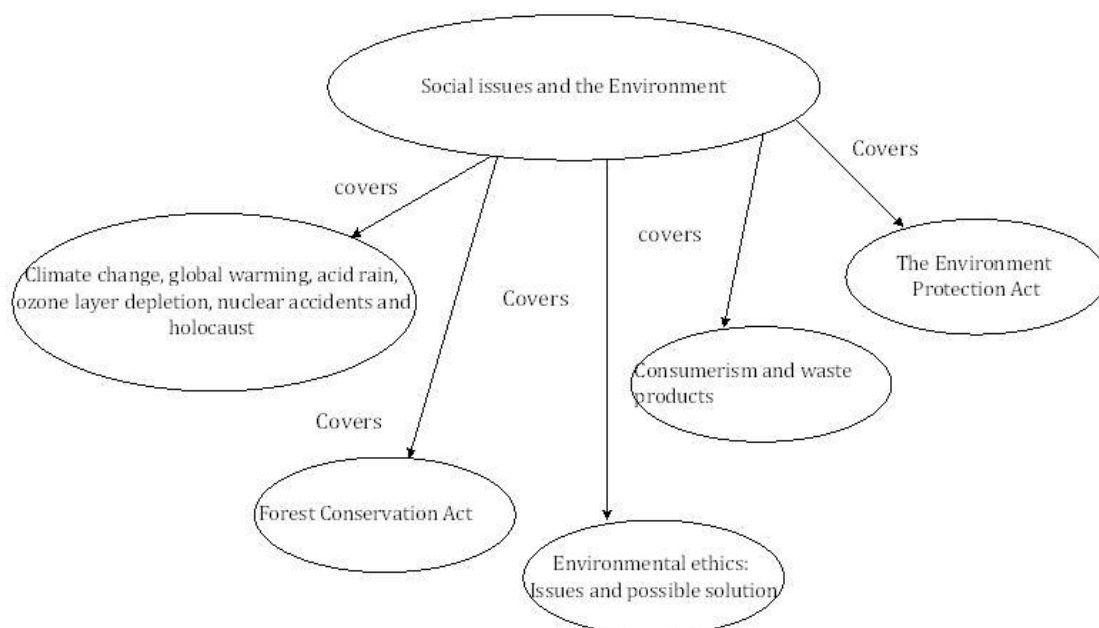 Social issues and the Environment
Covers
covers
covers
The Environment
Protection Act
Climate change, global warming, acid rain,
ozone layer depletion, nuclear accidents and
holocaust
Covers
Consumerism and waste
products
Covers
Forest Conservation Act
Environmental ethics:
Issues and possible solution